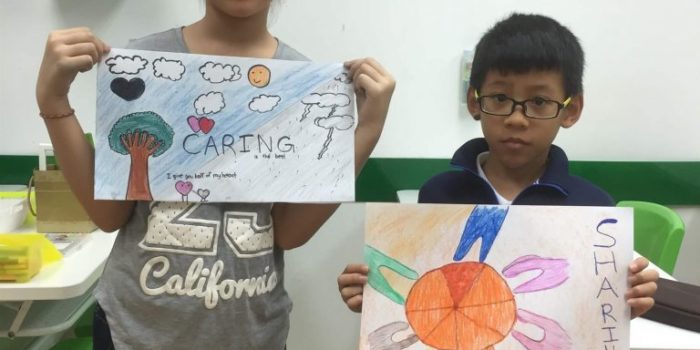 CARING
is the best
I give you half of my heart
California
SHARI